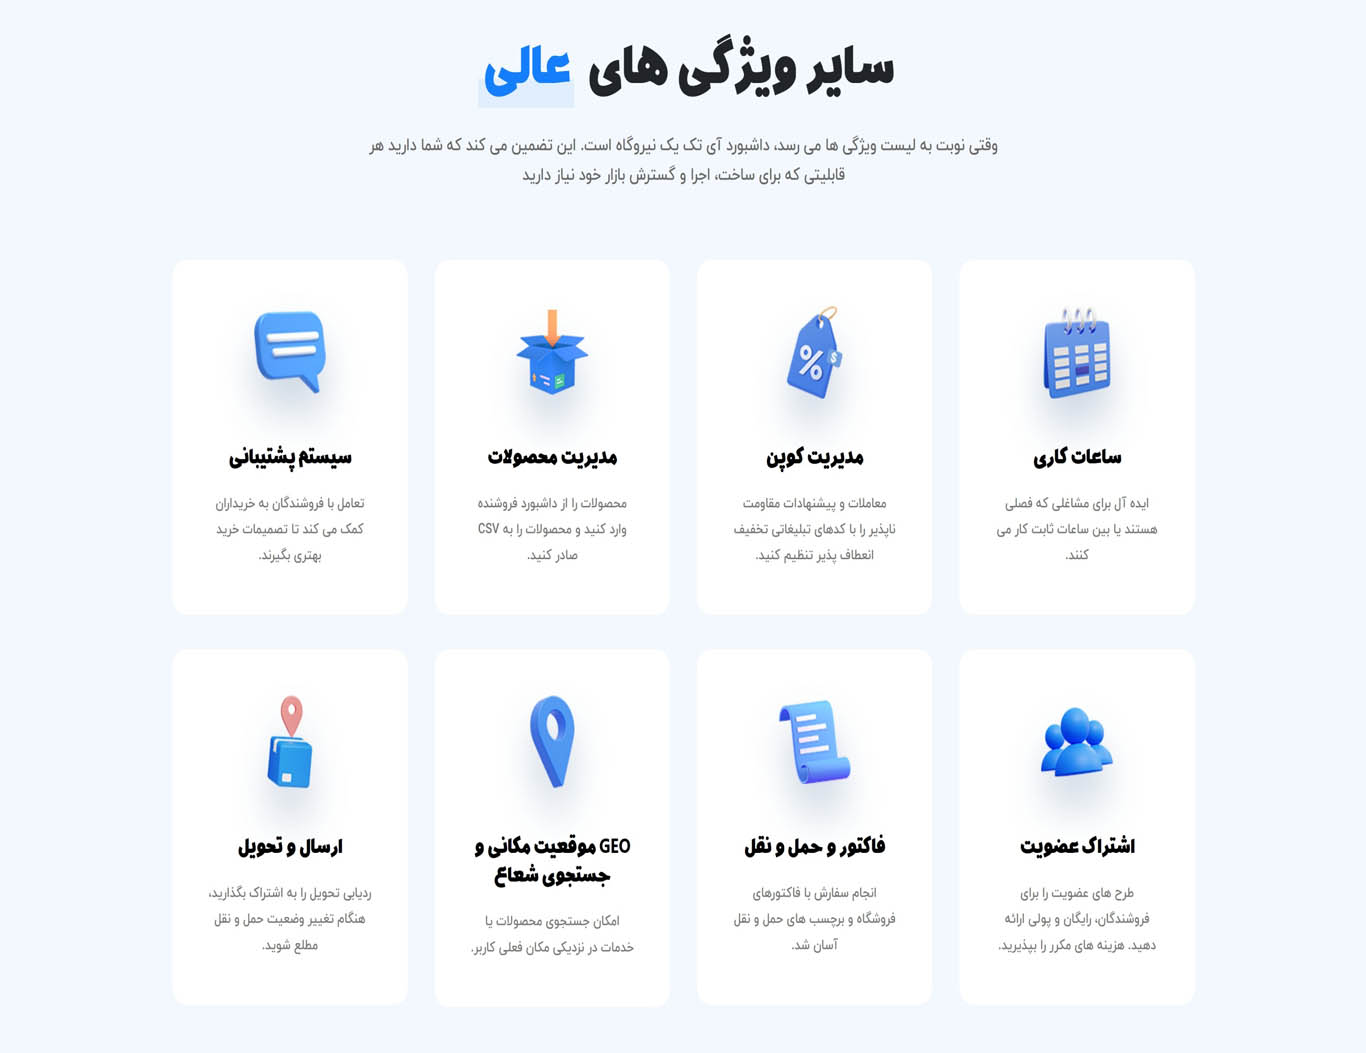 سایر ویژگی های عالی
وقتی نوبت به لیست ویژگی ها می رسد، داشبورد آی تک یک نیروگاه است. این تضمین می کند که شما دارید هر
قابلیتی که برای ساخت، اجرا و گسترش بازار خود نیاز دارید
%
$
ساعات کاری
ایده آل برای مشاغلی که فصلی
هستند یا بین ساعات ثابت کار می
کنند.
مدیریت کوپن
معاملات و پیشنهادات مقاومت
ناپذیر را با کدهای تبلیغاتی تخفیف
انعطاف پذیر تنظیم کنید.
مدیریت محصولات
محصولات را از داشبورد فروشنده
وارد کنید و محصولات را به CSV
صادر کنید.
سیستم پشتیبانی
تعامل با فروشندگان به خریداران
کمک می کند تا تصمیمات خرید
بهتری بگیرند.
اشتراک عضویت
طرح های عضویت را برای
فروشندگان، رایگان و پولی ارائه
دهید. هزینه های مکرر را بپذیرید.
فاکتور و حمل و نقل
انجام سفارش با فاکتورهای
فروشگاه و برچسب های حمل و نقل
آسان شد.
GEO موقعیت مکانی و
جستجوی شعاع
امکان جستجوی محصولات یا
خدمات در نزدیکی مکان فعلی کاربر.
ارسال و تحویل
ردیابی تحویل را به اشتراک بگذارید،
هنگام تغییر وضعیت حمل و نقل
مطلع شوید.